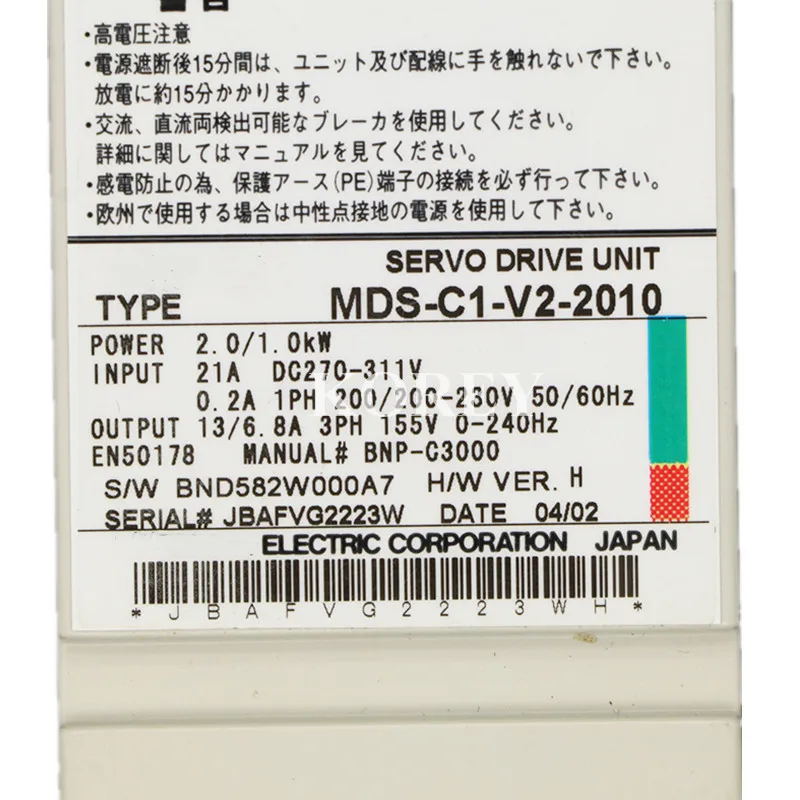 警告
・高電圧注意
・電源遮断後15分間は、ユニット及び配線に手を触れないで下さい。
放電に約15分かかります。
・交流、直流両検出可能なブレーカを使用してください。
詳細に関してはマニュアルを見てください。
・感電防止の為、保護アース(PE)端子の接続を必ず行って下さい。
・欧州で使用する場合は中性点接地の電源を使用して下さい。
SERVO DRIVE UNIT
TYPE MDS-C1-V2-2010
POWER 2.0/1.0kW
INPUT 21A DC270-311V
0.2A 1PH 200/200-230V 50/60Hz
KOREY
OUTPUT 13/6.8A 3PH 155V 0-240Hz
EN50178 MANUAL# BNP-C3000
S/W BND582W000A7 H/W VER. H
SERIAL# JBAFVG2223W DATE 04/02
ELECTRIC CORPORATION JAPAN
*JBAFVG2223WH*